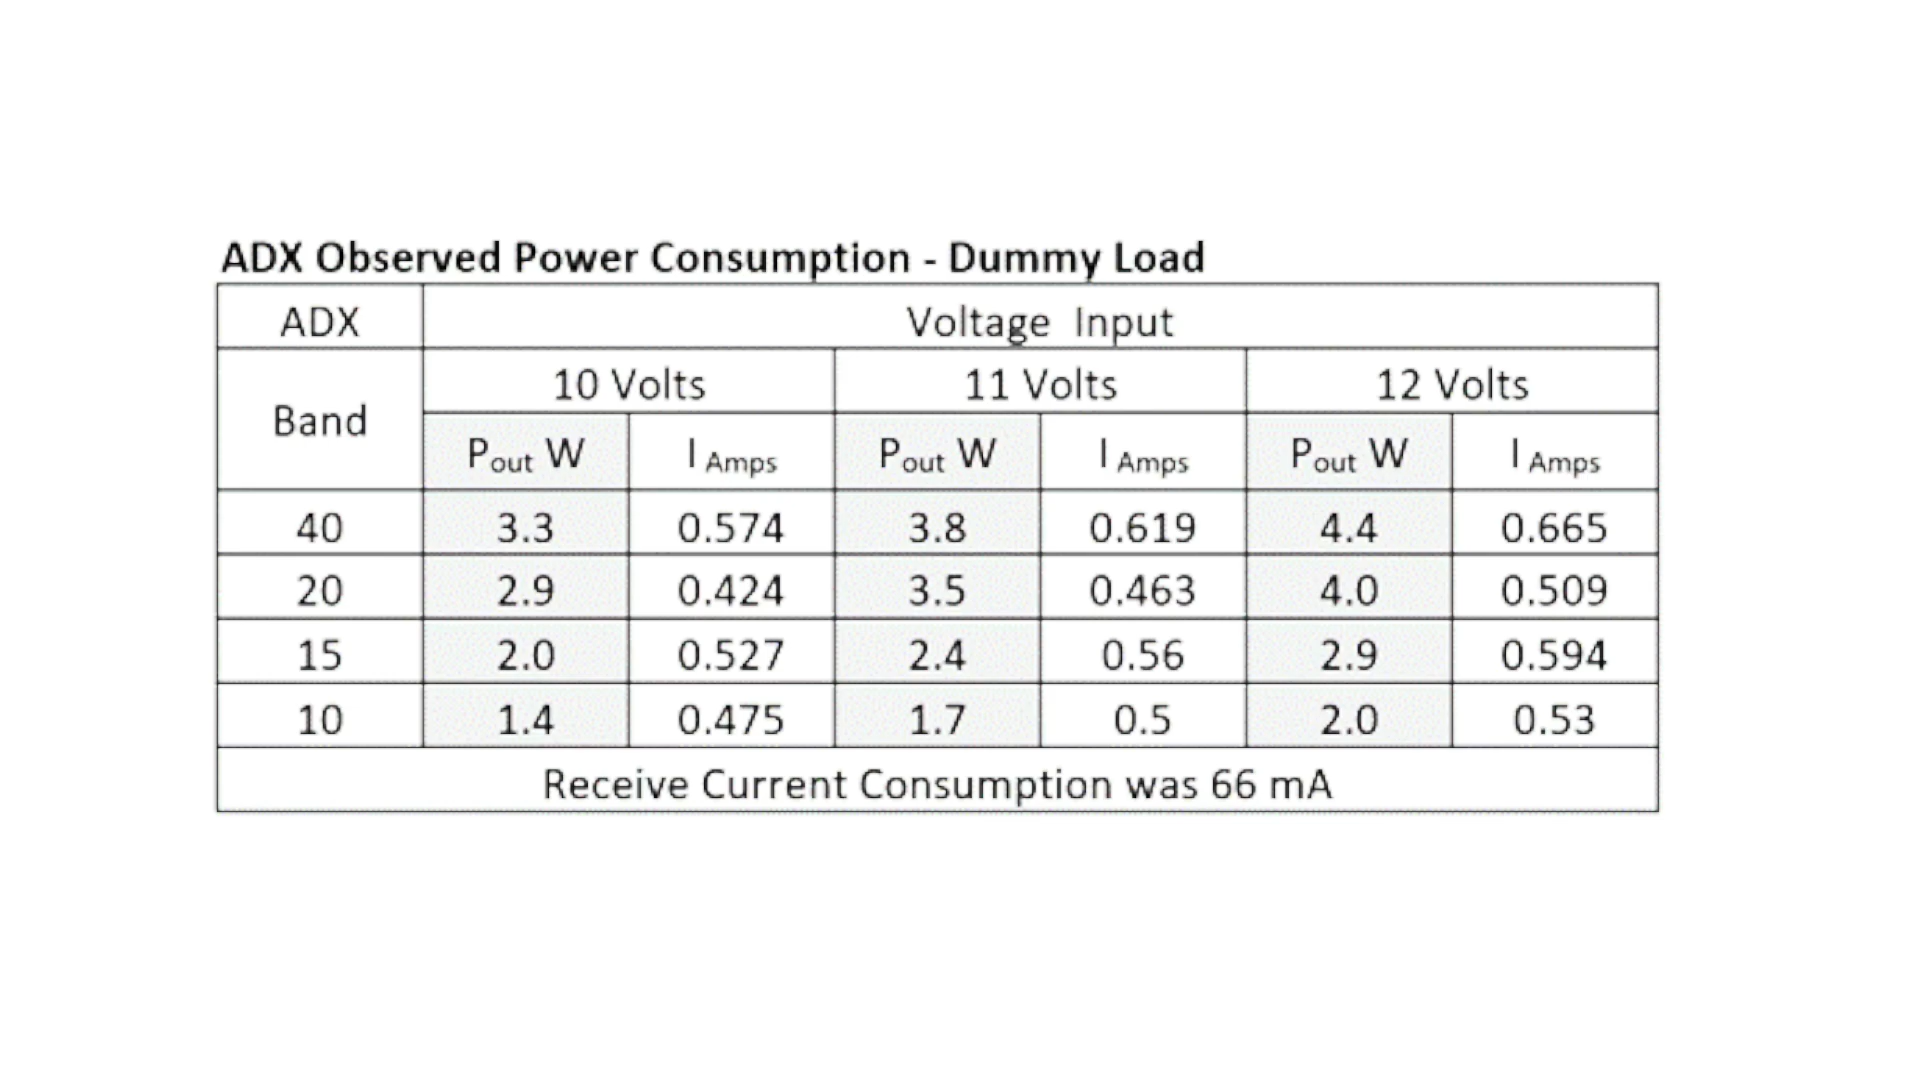 ADX Observed Power Consumption - Dummy Load
ADX Voltage Input
Band 10 Volts 11 Volts 12 Volts
Pout W I Amps Pout W I Amps Pout W I Amps
40 3.3 0.574 3.8 0.619 4.4 0.665
20 2.9 0.424 3.5 0.463 4.0 0.509
15 2.0 0.527 2.4 0.56 2.9 0.594
10 1.4 0.475 1.7 0.5 2.0 0.53
Receive Current Consumption was 66 mA